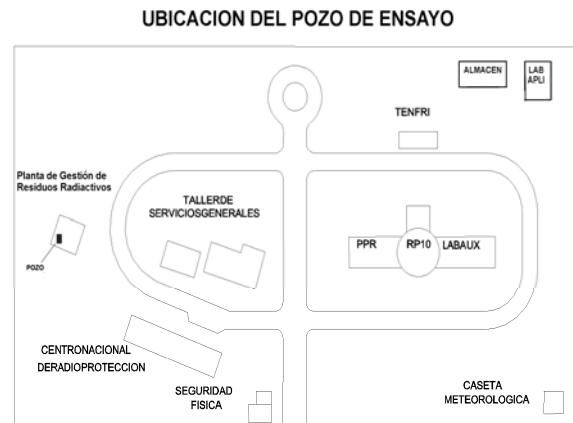 UBICACION DEL POZO DE ENSAYO
ALMACEN
LAB
APLI
TENFRI
Planta de Gestión de
Residuos Radiactivos
TALLERDE
SERVICIOSGENERALES
PPR
RP10
LABAUX
POZO
CENTRONACIONAL
DERADIOPROTECCION
SEGURIDAD
FISICA
CASETA
METEOROLOGICA